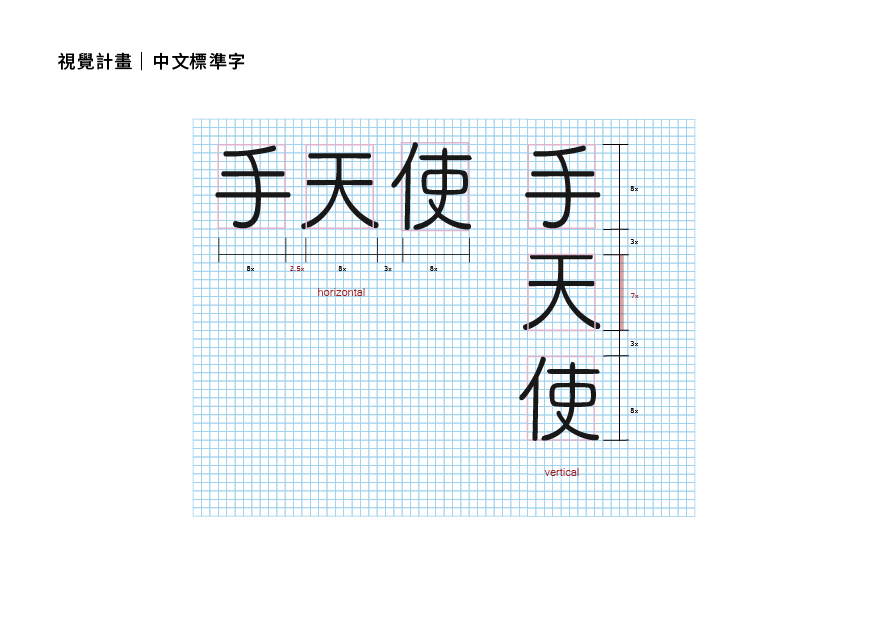 視覺計畫｜中文標準字
手天使
8x 2.5x 8x 3x 8x
horizontal
手
天
使
8x
3x
7x
3x
8x
vertical